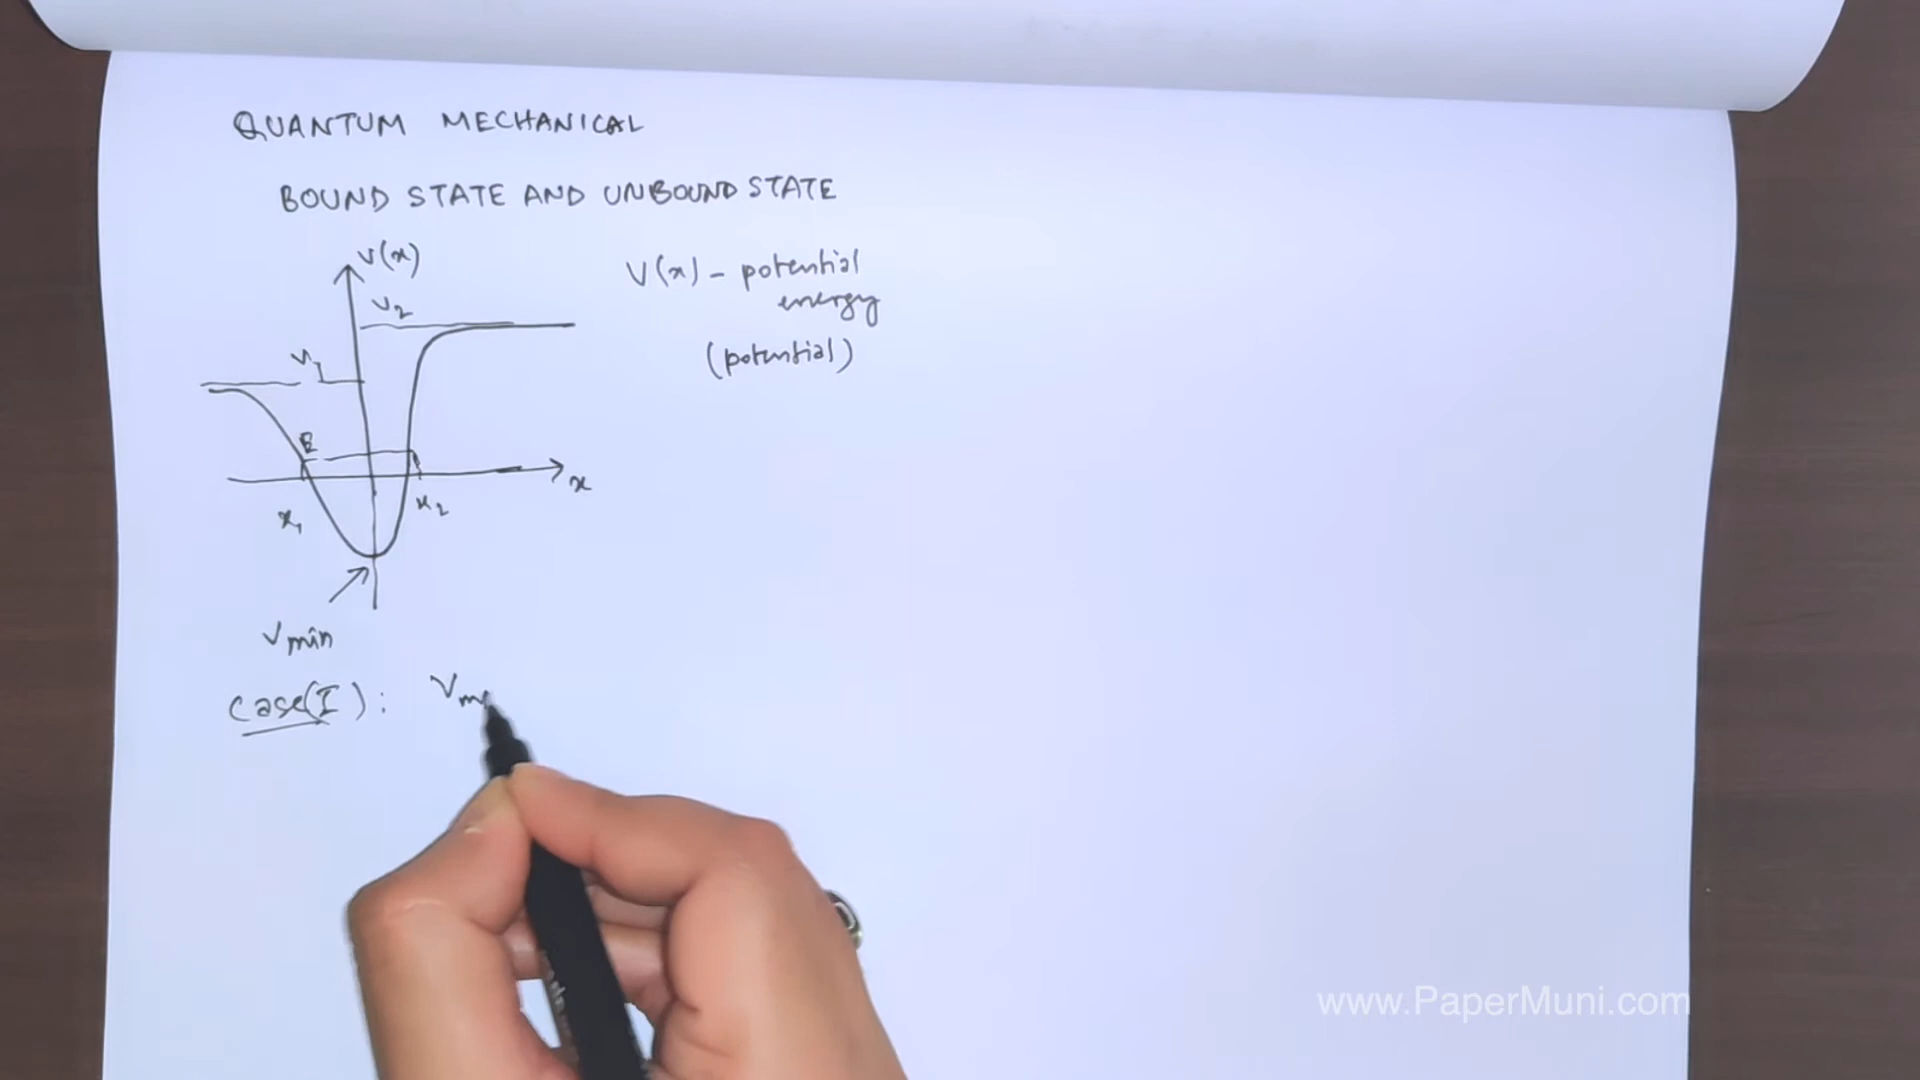 QUANTUM MECHANICAL
BOUND STATE AND UNBOUND STATE
V(x)
V(x) - potential
energy
V2
(potential)
V1
E
x
x1
x2
Vmin
Case(I) : Vm
www.PaperMuni.com